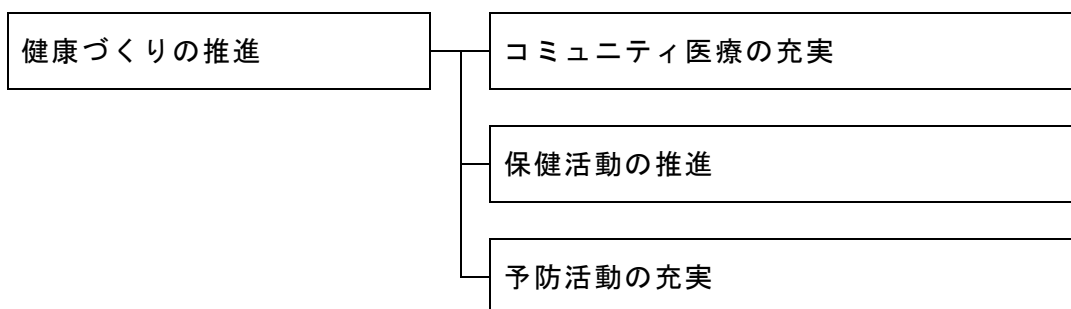 健康づくりの推進
コミュニティ医療の充実
保健活動の推進
予防活動の充実